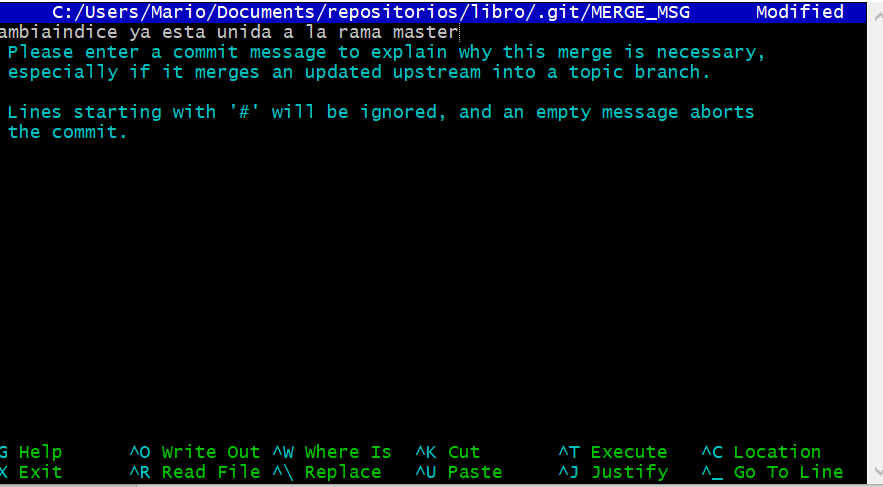 C:/Users/Mario/Documents/repositorios/libro/.git/MERGE_MSG Modified
ambiaindice ya esta unida a la rama master
Please enter a commit message to explain why this merge is necessary,
especially if it merges an updated upstream into a topic branch.
Lines starting with '#' will be ignored, and an empty message aborts
the commit.
G Help ^O Write Out ^W Where Is ^K Cut ^T Execute ^C Location
X Exit ^R Read File ^\ Replace ^U Paste ^J Justify ^_ Go To Line